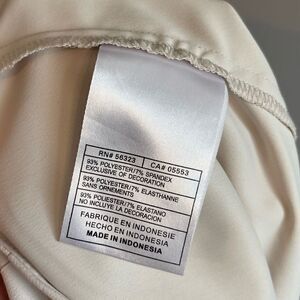 RN# 56323 CA# 05553
93% POLYESTER/7% SPANDEX
EXCLUSIVE OF DECORATION
93% POLYESTER/7% ELASTHANNE
SANS ORNEMENTS
93% POLIESTER/7% ELASTANO
NO INCLUYE LA DECORACION
FABRIQUE EN INDONESIE
HECHO EN INDONESIA
MADE IN INDONESIA